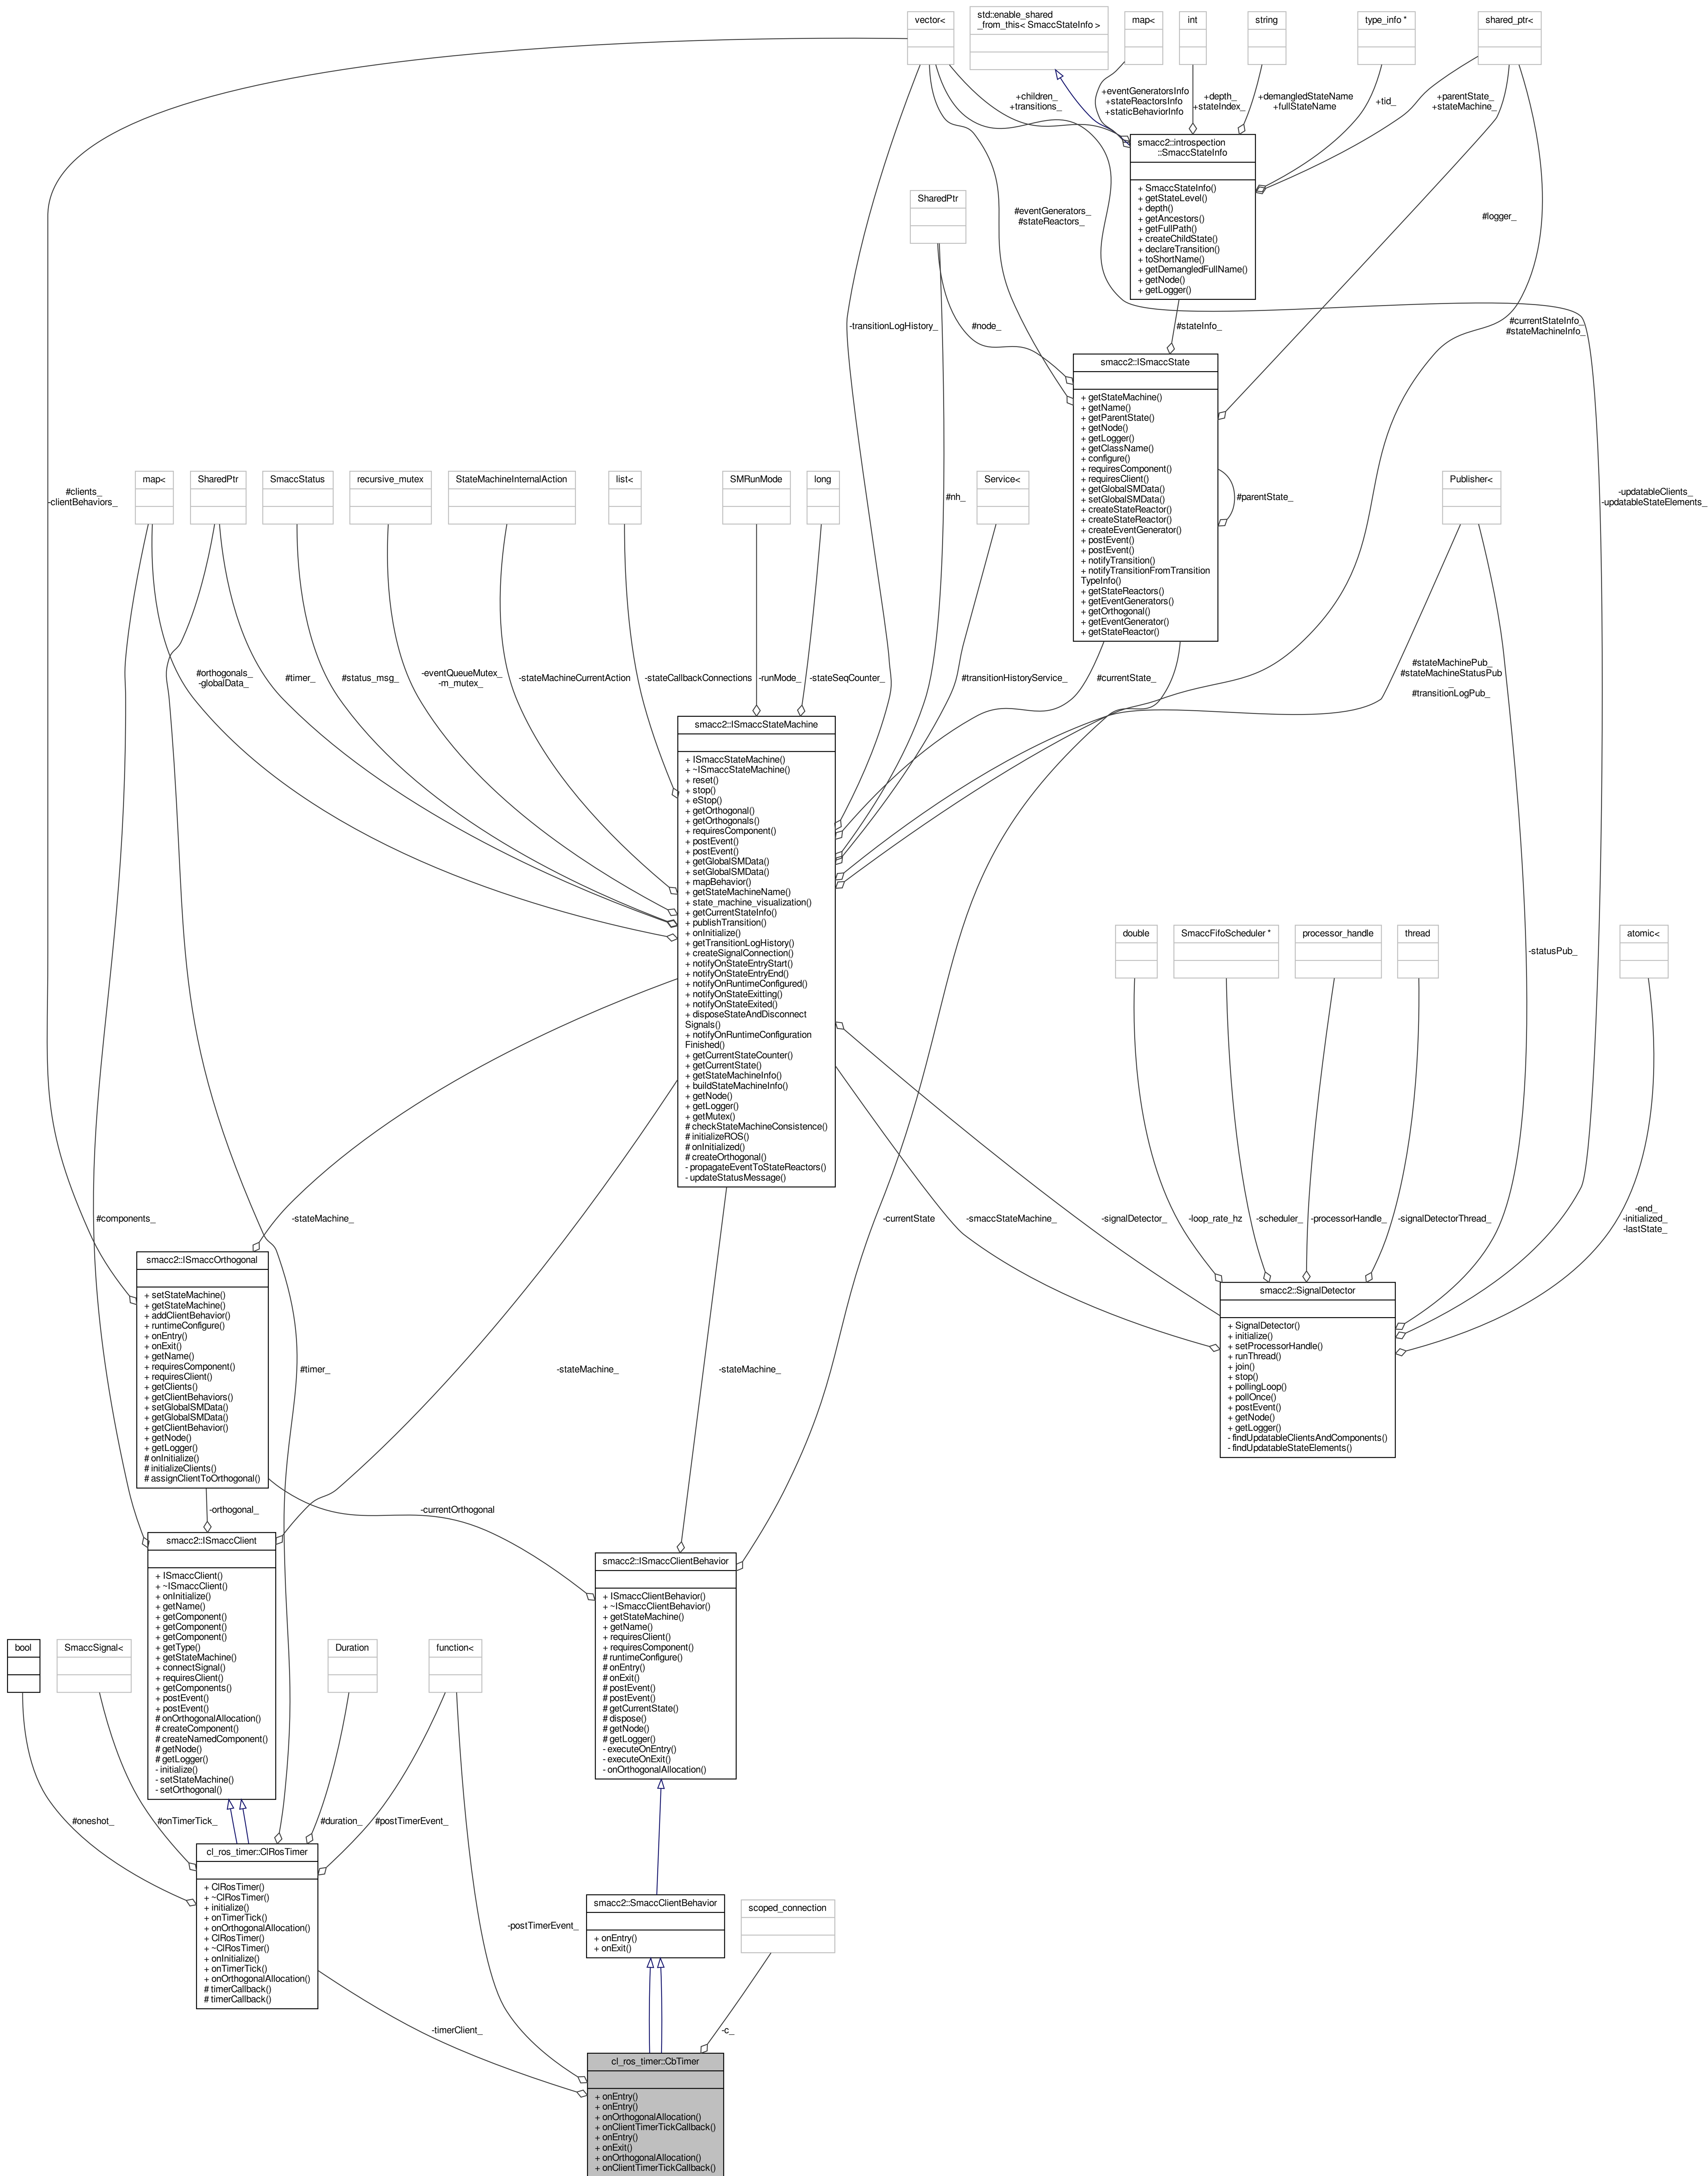 vector<
std::enable_shared
_from_this< SmaccStateInfo >
map<
int
string
type_info *
shared_ptr<
+children_
+transitions_
+eventGeneratorsInfo
+stateReactorsInfo
+staticBehaviorInfo
+depth_
+stateIndex_
+demangledStateName
+fullStateName
+tid_
+parentState_
+stateMachine_
smacc2::introspection
::SmaccStateInfo
+ SmaccStateInfo()
+ getStateLevel()
+ depth()
+ getAncestors()
+ getFullPath()
+ createChildState()
+ declareTransition()
+ toShortName()
+ getDemangledFullName()
+ getNode()
+ getLogger()
SharedPtr
#eventGenerators_
#stateReactors_
#logger_
-transitionLogHistory_
#node_
#stateInfo_
#currentStateInfo_
#stateMachineInfo_
smacc2::ISmaccState
+ getStateMachine()
+ getName()
+ getParentState()
+ getNode()
+ getLogger()
+ getClassName()
+ configure()
+ requiresComponent()
+ requiresClient()
+ getGlobalSMData()
+ setGlobalSMData()
+ createStateReactor()
+ createStateReactor()
+ createEventGenerator()
+ postEvent()
+ postEvent()
+ notifyTransition()
+ notifyTransitionFromTransition
TypeInfo()
+ getStateReactors()
+ getEventGenerators()
+ getOrthogonal()
+ getEventGenerator()
+ getStateReactor()
#parentState_
#clients_
-clientBehaviors_
map<
SharedPtr
SmaccStatus
recursive_mutex
StateMachineInternalAction
list<
SMRunMode
long
#nh_
Service<
Publisher<
-updatableClients_
-updatableStateElements_
#orthogonals_
-globalData_
#timer_
#status_msg_
-eventQueueMutex_
-m_mutex_
-stateMachineCurrentAction
-stateCallbackConnections
-runMode_
-stateSeqCounter_
#transitionHistoryService_
#currentState_
#stateMachinePub_
#stateMachineStatusPub
_
#transitionLogPub_
smacc2::ISmaccStateMachine
+ ISmaccStateMachine()
+ ~ISmaccStateMachine()
+ reset()
+ stop()
+ eStop()
+ getOrthogonal()
+ getOrthogonals()
+ requiresComponent()
+ postEvent()
+ postEvent()
+ getGlobalSMData()
+ setGlobalSMData()
+ mapBehavior()
+ getStateMachineName()
+ state_machine_visualization()
+ getCurrentStateInfo()
+ publishTransition()
+ onInitialize()
+ getTransitionLogHistory()
+ createSignalConnection()
+ notifyOnStateEntryStart()
+ notifyOnStateEntryEnd()
+ notifyOnRuntimeConfigured()
+ notifyOnStateExitting()
+ notifyOnStateExited()
+ disposeStateAndDisconnect
Signals()
+ notifyOnRuntimeConfiguration
Finished()
+ getCurrentStateCounter()
+ getCurrentState()
+ getStateMachineInfo()
+ buildStateMachineInfo()
+ getNode()
+ getLogger()
+ getMutex()
# checkStateMachineConsistence()
# initializeROS()
# onInitialized()
# createOrthogonal()
- propagateEventToStateReactors()
- updateStatusMessage()
double
SmaccFifoScheduler *
processor_handle
thread
-statusPub_
atomic<
#components_
-stateMachine_
-currentState
-smaccStateMachine_
-signalDetector_
-loop_rate_hz
-scheduler_
-processorHandle_
-signalDetectorThread_
-end_
-initialized_
-lastState_
smacc2::ISmaccOrthogonal
+ setStateMachine()
+ getStateMachine()
+ addClientBehavior()
+ runtimeConfigure()
+ onEntry()
+ onExit()
+ getName()
+ requiresComponent()
+ requiresClient()
+ getClients()
+ getClientBehaviors()
+ setGlobalSMData()
+ getGlobalSMData()
+ getClientBehavior()
+ getNode()
+ getLogger()
# onInitialize()
# initializeClients()
# assignClientToOrthogonal()
smacc2::SignalDetector
+ SignalDetector()
+ initialize()
+ setProcessorHandle()
+ runThread()
+ join()
+ stop()
+ pollingLoop()
+ pollOnce()
+ postEvent()
+ getNode()
+ getLogger()
- findUpdatableClientsAndComponents()
- findUpdatableStateElements()
#timer_
-stateMachine_
-stateMachine_
-orthogonal_
-currentOrthogonal
smacc2::ISmaccClient
+ ISmaccClient()
+ ~ISmaccClient()
+ onInitialize()
+ getName()
+ getComponent()
+ getComponent()
+ getComponent()
+ getType()
+ getStateMachine()
+ connectSignal()
+ requiresClient()
+ getComponents()
+ postEvent()
+ postEvent()
# onOrthogonalAllocation()
# createComponent()
# createNamedComponent()
# getNode()
# getLogger()
- initialize()
- setStateMachine()
- setOrthogonal()
smacc2::ISmaccClientBehavior
+ ISmaccClientBehavior()
+ ~ISmaccClientBehavior()
+ getStateMachine()
+ getName()
+ requiresClient()
+ requiresComponent()
# runtimeConfigure()
# onEntry()
# onExit()
# postEvent()
# postEvent()
# getCurrentState()
# dispose()
# getNode()
# getLogger()
- executeOnEntry()
- executeOnExit()
- onOrthogonalAllocation()
bool
SmaccSignal<
Duration
function<
#oneshot_
#onTimerTick_
#duration_
#postTimerEvent_
cl_ros_timer::ClRosTimer
+ ClRosTimer()
+ ~ClRosTimer()
+ initialize()
+ onTimerTick()
+ onOrthogonalAllocation()
+ ClRosTimer()
+ ~ClRosTimer()
+ onInitialize()
+ onTimerTick()
+ onOrthogonalAllocation()
# timerCallback()
# timerCallback()
-postTimerEvent_
smacc2::SmaccClientBehavior
+ onEntry()
+ onExit()
scoped_connection
-timerClient_
-c_
cl_ros_timer::CbTimer
+ onEntry()
+ onEntry()
+ onOrthogonalAllocation()
+ onClientTimerTickCallback()
+ onEntry()
+ onExit()
+ onOrthogonalAllocation()
+ onClientTimerTickCallback()